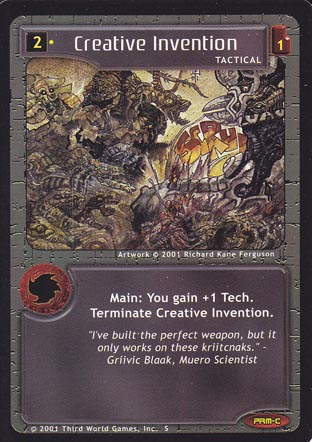 2
Creative Invention
1
TACTICAL
Artwork © 2001 Richard Kane Ferguson
Main: You gain +1 Tech.
Terminate Creative Invention.
"I've built the perfect weapon, but it
only works on these kriitcnaks." -
Griivic Blaak, Muero Scientist
© 2001 Third World Games, Inc.  S
PRM-C